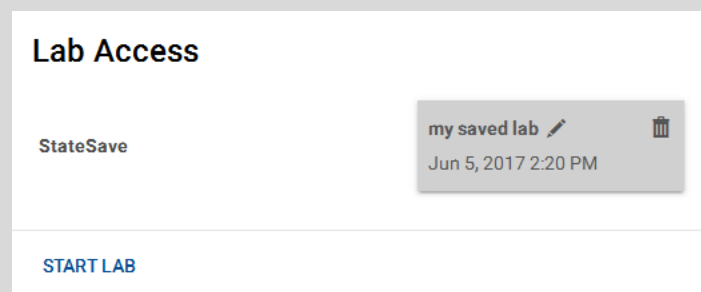 Lab Access
StateSave
my saved lab
Jun 5, 2017 2:20 PM
START LAB